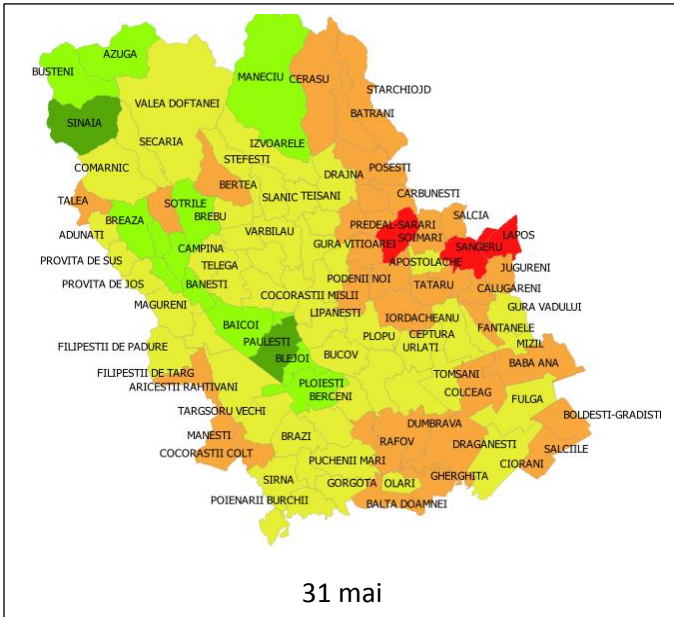 AZUGA
BUSTENI
MANECIU
CERASU
STARCHIOJD
VALEA DOFTANEI
BATRANI
SINAIA
SECARIA
IZVOARELE
STEFESTI
COMARNIC
DRAJNA
POSESTI
BERTEA
SLANIC
TEISANI
CARBUNESTI
TALEA
SOTRILE
BREBU
BREAZA
PREDEAL-SARARI
SALCIA
ADUNATI
VARBILAU
SOIMARI
LAPOS
CAMPINA
GURA VITIOAREI
SANGERU
PROVITA DE SUS
TELEGA
APOSTOLACHE
JUGURENI
PROVITA DE JOS
BANESTI
PODENII NOI
TATARU
CALUGARENI
MAGURENI
COCORASTII MISLII
GURA VADULUI
LIPANESTI
IORDACHEANU
BAICOI
PLOPU
CEPTURA
FANTANELE
PAULESTI
URLATI
MIZIL
FILIPESTII DE PADURE
BLEJOI
BUCOV
BABA ANA
FILIPESTII DE TARG
TOMSANI
ARICESTII RAHTIVANI
PLOIESTI
COLCEAG
FULGA
BERCENI
TARGSORU VECHI
BOLDESTI-GRADISTI
DUMBRAVA
MANESTI
BRAZI
RAFOV
DRAGANESTI
SALCIILE
COCORASTII COLT
PUCHENII MARI
CIORANI
SIRNA
GORGOTA
OLARI
GHERGHITA
POIENARII BURCHII
BALTA DOAMNEI
31 mai